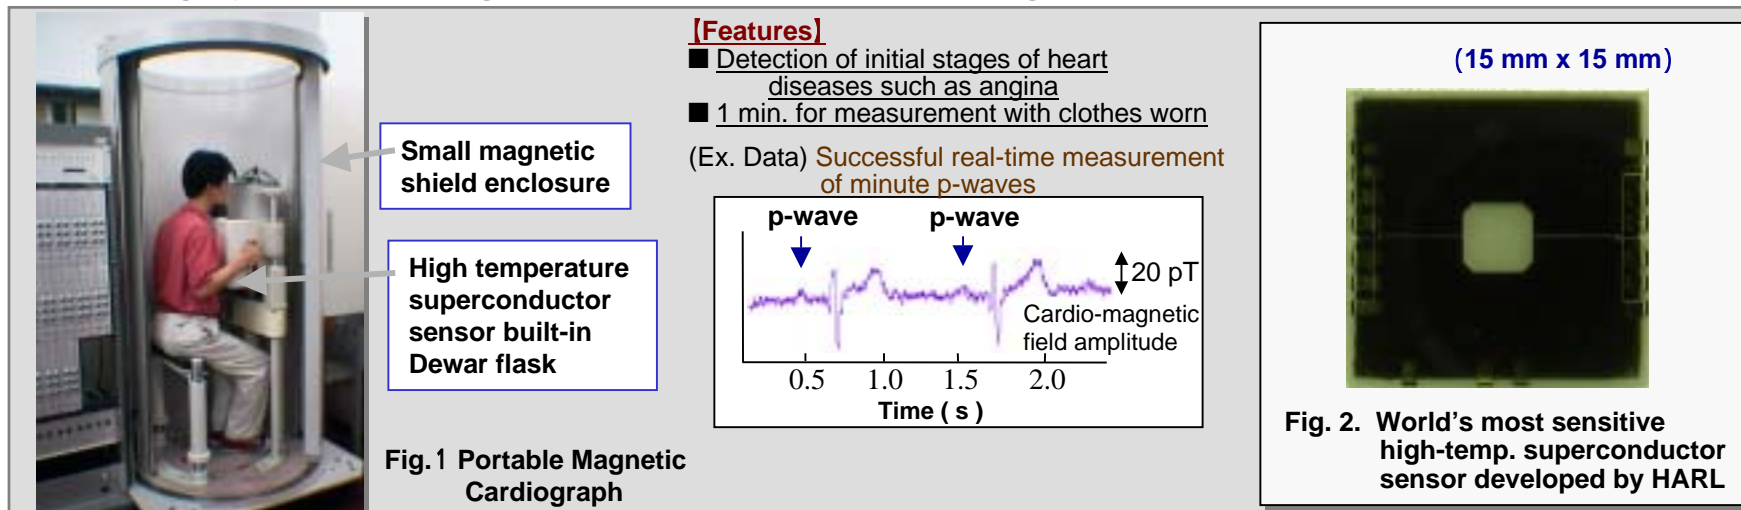 Small magnetic
shield enclosure
High temperature
superconductor
sensor built-in
Dewar flask
Fig.1 Portable Magnetic
Cardiograph
【Features】
■ Detection of initial stages of heart
diseases such as angina
■ 1 min. for measurement with clothes worn
(Ex. Data) Successful real-time measurement
of minute p-waves
p-wave p-wave
20 pT
Cardio-magnetic
field amplitude
0.5 1.0 1.5 2.0
Time ( s )
(15 mm x 15 mm)
Fig. 2. World's most sensitive
high-temp. superconductor
sensor developed by HARL